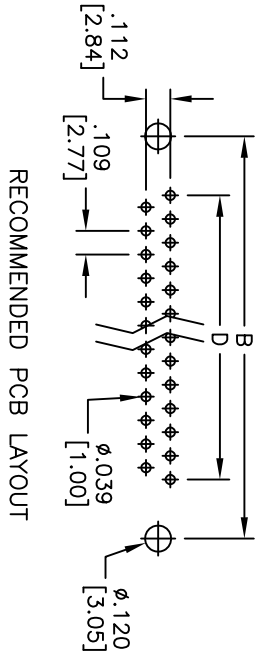 B
D
.112
[2.84]
.109
[2.77]
ø.039
[1.00]
ø.120
[3.05]
RECOMMENDED PCB LAYOUT